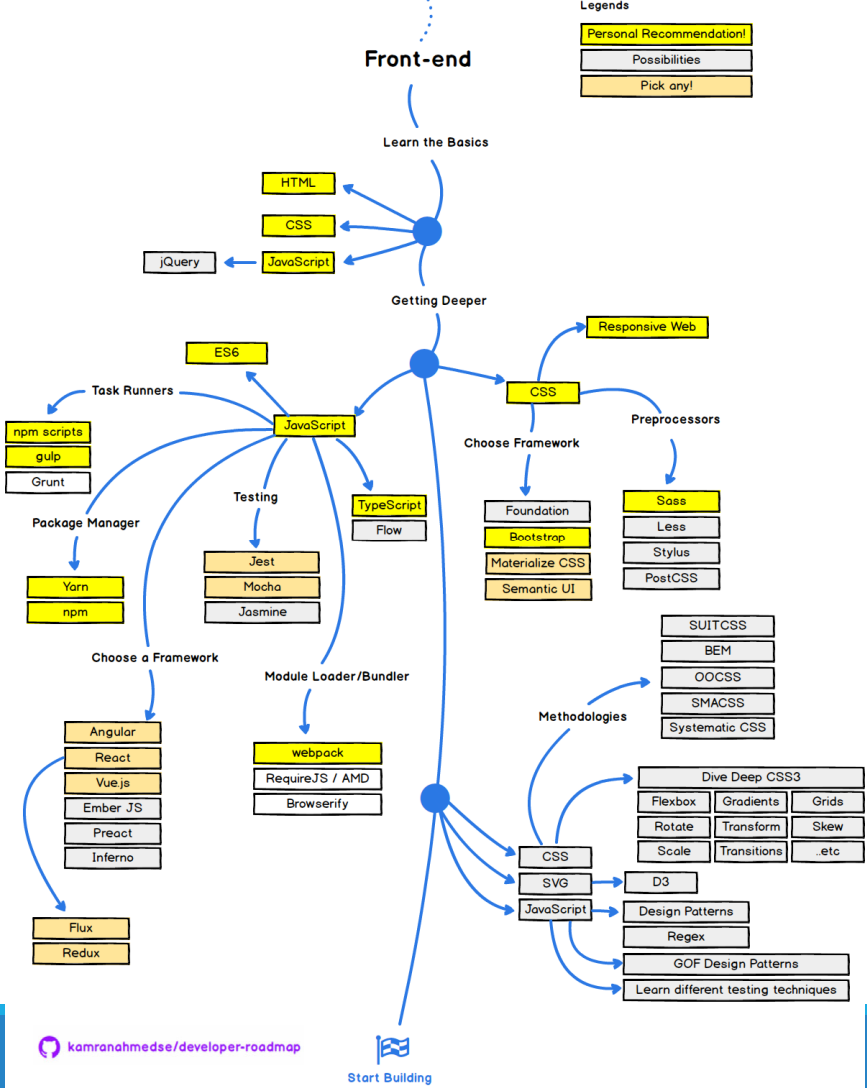 Legends
Personal Recommendation!
Possibilities
Pick any!
Front-end
Learn the Basics
HTML
CSS
jQuery
JavaScript
Getting Deeper
Responsive Web
ES6
CSS
Task Runners
JavaScript
Preprocessors
npm scripts
gulp
Grunt
Choose Framework
Testing
TypeScript
Flow
Package Manager
Foundation
Bootstrap
Materialize CSS
Semantic UI
Sass
Less
Stylus
PostCSS
Jest
Mocha
Jasmine
Yarn
npm
Choose a Framework
Module Loader/Bundler
SUITCSS
BEM
OOCSS
SMACSS
Systematic CSS
Methodologies
Angular
React
Vue.js
Ember JS
Preact
Inferno
webpack
RequireJS / AMD
Browserify
Dive Deep CSS3
Flexbox Gradients Grids
Rotate Transform Skew
Scale Transitions ..etc
CSS
SVG
D3
JavaScript
Design Patterns
Regex
GOF Design Patterns
Learn different testing techniques
Flux
Redux
kamranahmedse/developer-roadmap
Start Building